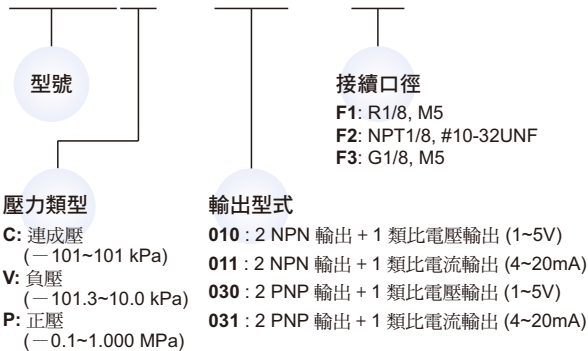 型號
接續口徑
F1: R1/8, M5
F2: NPT1/8, #10-32UNF
F3: G1/8, M5
壓力類型
C: 連成壓
(－101~101 kPa)
V: 負壓
(－101.3~10.0 kPa)
P: 正壓
(－0.1~1.000 MPa)
輸出型式
010 : 2 NPN 輸出 + 1 類比電壓輸出 (1~5V)
011 : 2 NPN 輸出 + 1 類比電流輸出 (4~20mA)
030 : 2 PNP 輸出 + 1 類比電壓輸出 (1~5V)
031 : 2 PNP 輸出 + 1 類比電流輸出 (4~20mA)